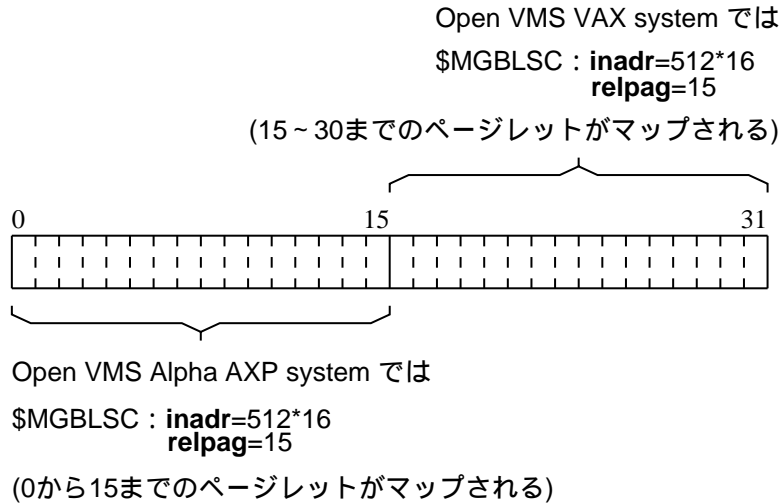 Open VMS VAX system では
$MGBLSC：inadr=512*16
relpag=15
(15～30までのページレットがマップされる)
0 15 31
Open VMS Alpha AXP system では
$MGBLSC：inadr=512*16
relpag=15
(0から15までのページレットがマップされる)